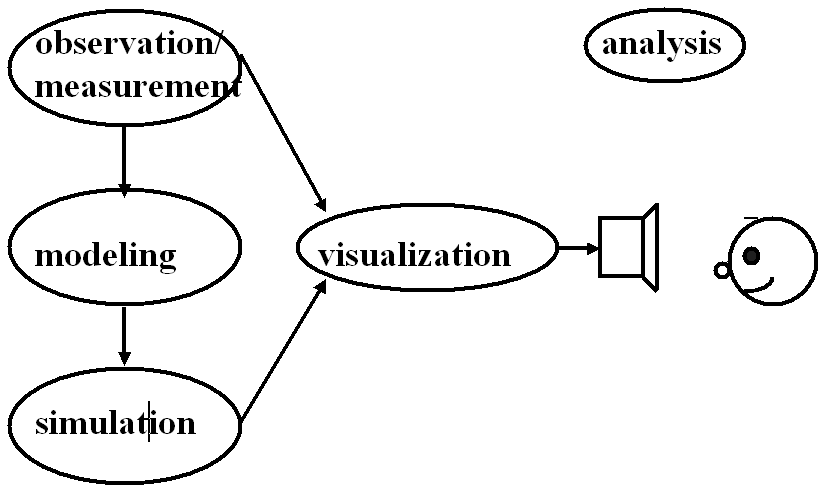 observation/
measurement
analysis
modeling
visualization
simulation